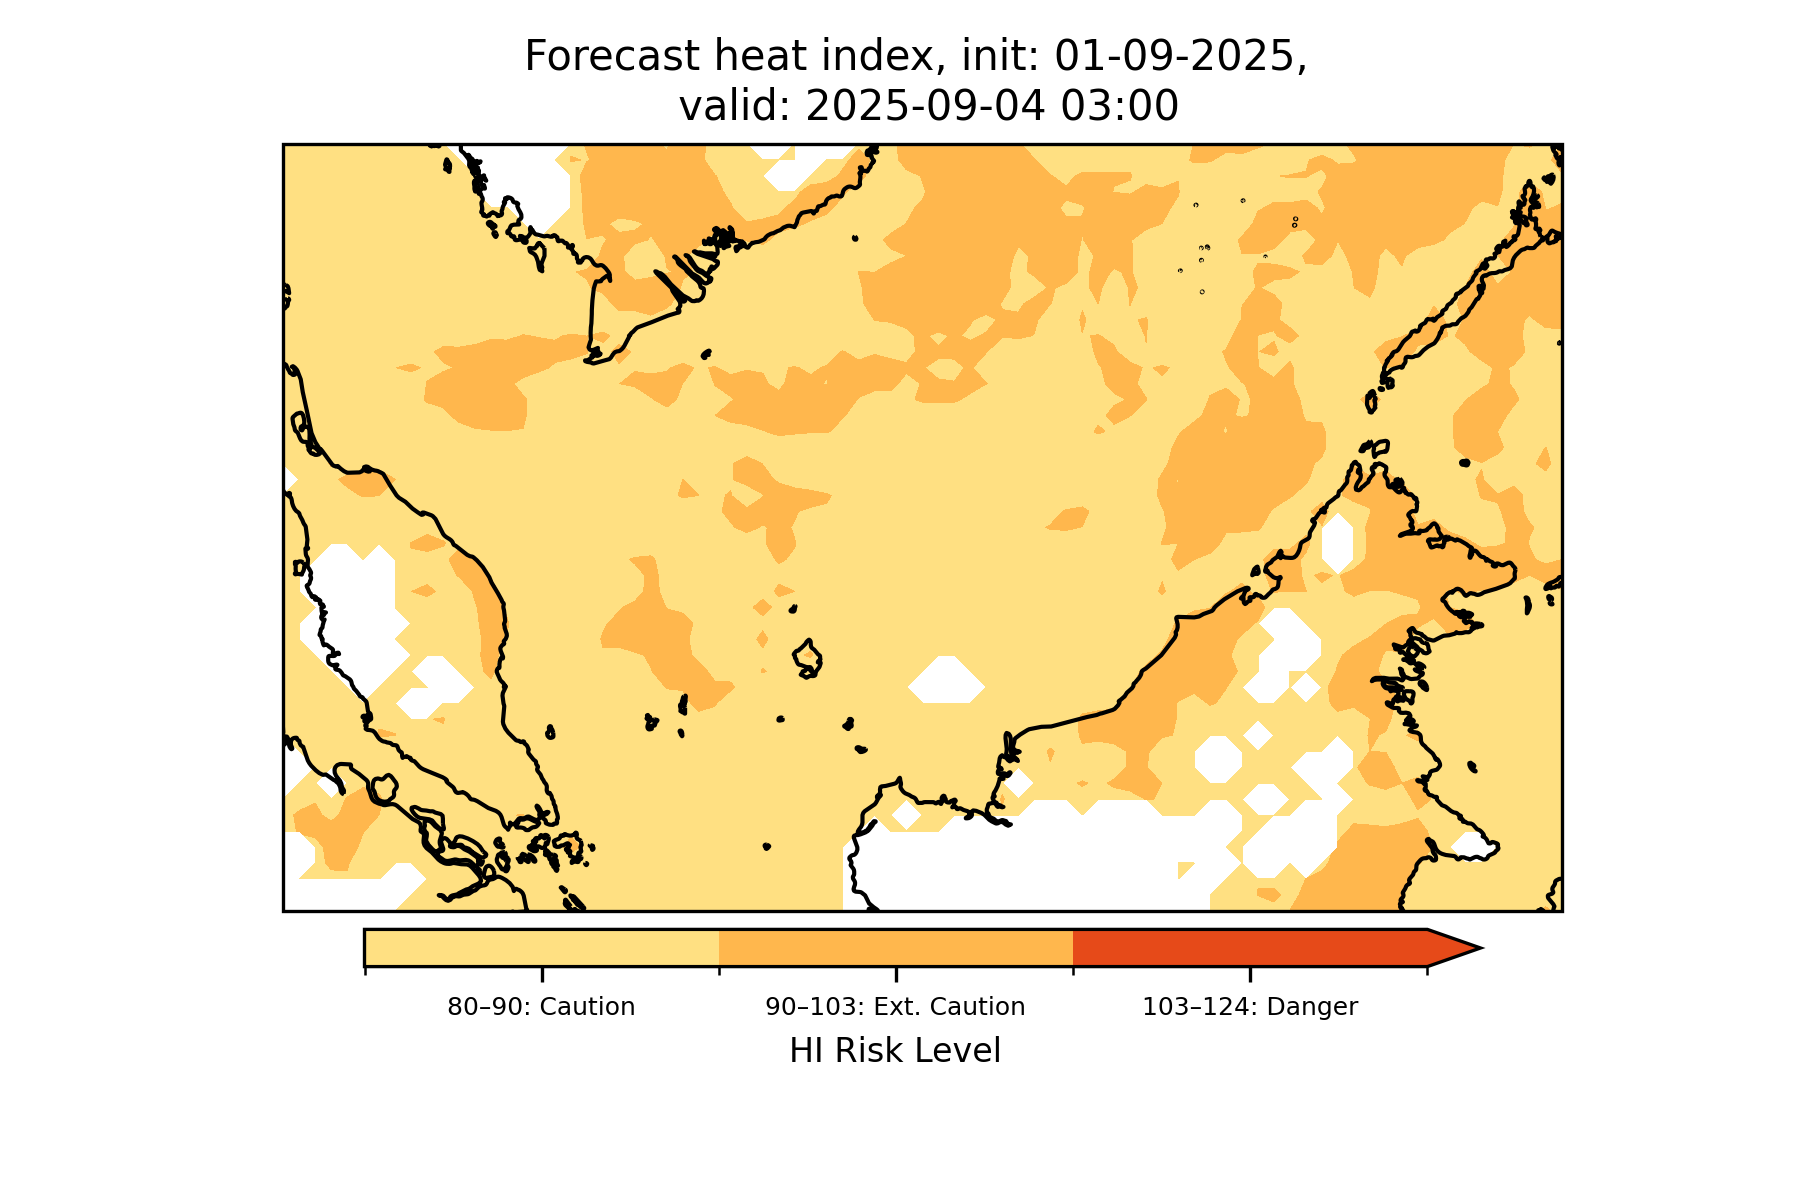 Forecast heat index, init: 01-09-2025,
valid: 2025-09-04 03:00
80–90: Caution
90–103: Ext. Caution
103–124: Danger
HI Risk Level